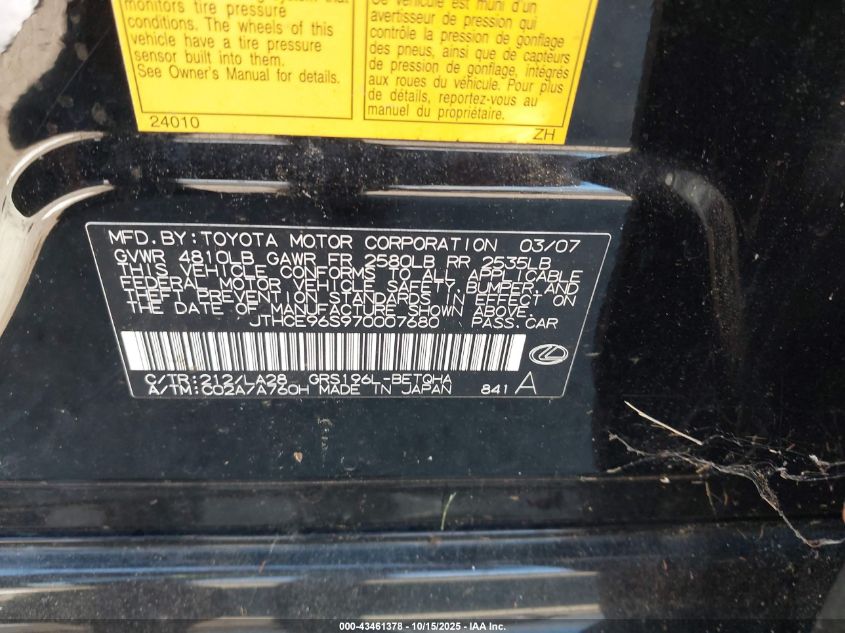 monitors tire pressure
conditions. The wheels of this
vehicle have a tire pressure
sensor built into them.
See Owner's Manual for details.
24010
Ce véhicule est muni d'un
avertisseur de pression qui
contrôle la pression de gonflage
des pneus, ainsi que de capteurs
de pression de gonflage, intégrés
aux roues du véhicule. Pour plus
de détails, reportez-vous au
manuel du propriétaire.
ZH
MFD.BY:TOYOTA MOTOR CORPORATION 03/07
GVWR 4810LB GAWR FR 2580LB RR 2535LB
THIS VEHICLE CONFORMS TO ALL APPLICABLE
FEDERAL MOTOR VEHICLE SAFETY,BUMPER,AND
THEFT PREVENTION STANDARDS IN EFFECT ON
THE DATE OF MANUFACTURE SHOWN ABOVE.
JTHCE96S970007680 PASS.CAR
C/TR:212/LA28 GRS196L-BETQHA
A/TM:C02A7A760H MADE IN JAPAN 841 A
000-43461378 - 10/15/2025 - IAA Inc.